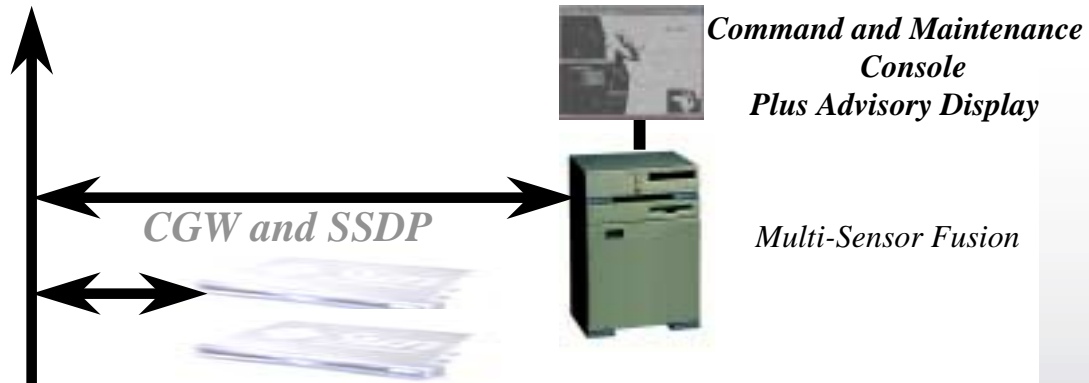 Command and Maintenance
Console
Plus Advisory Display
CGW and SSDP
Multi-Sensor Fusion